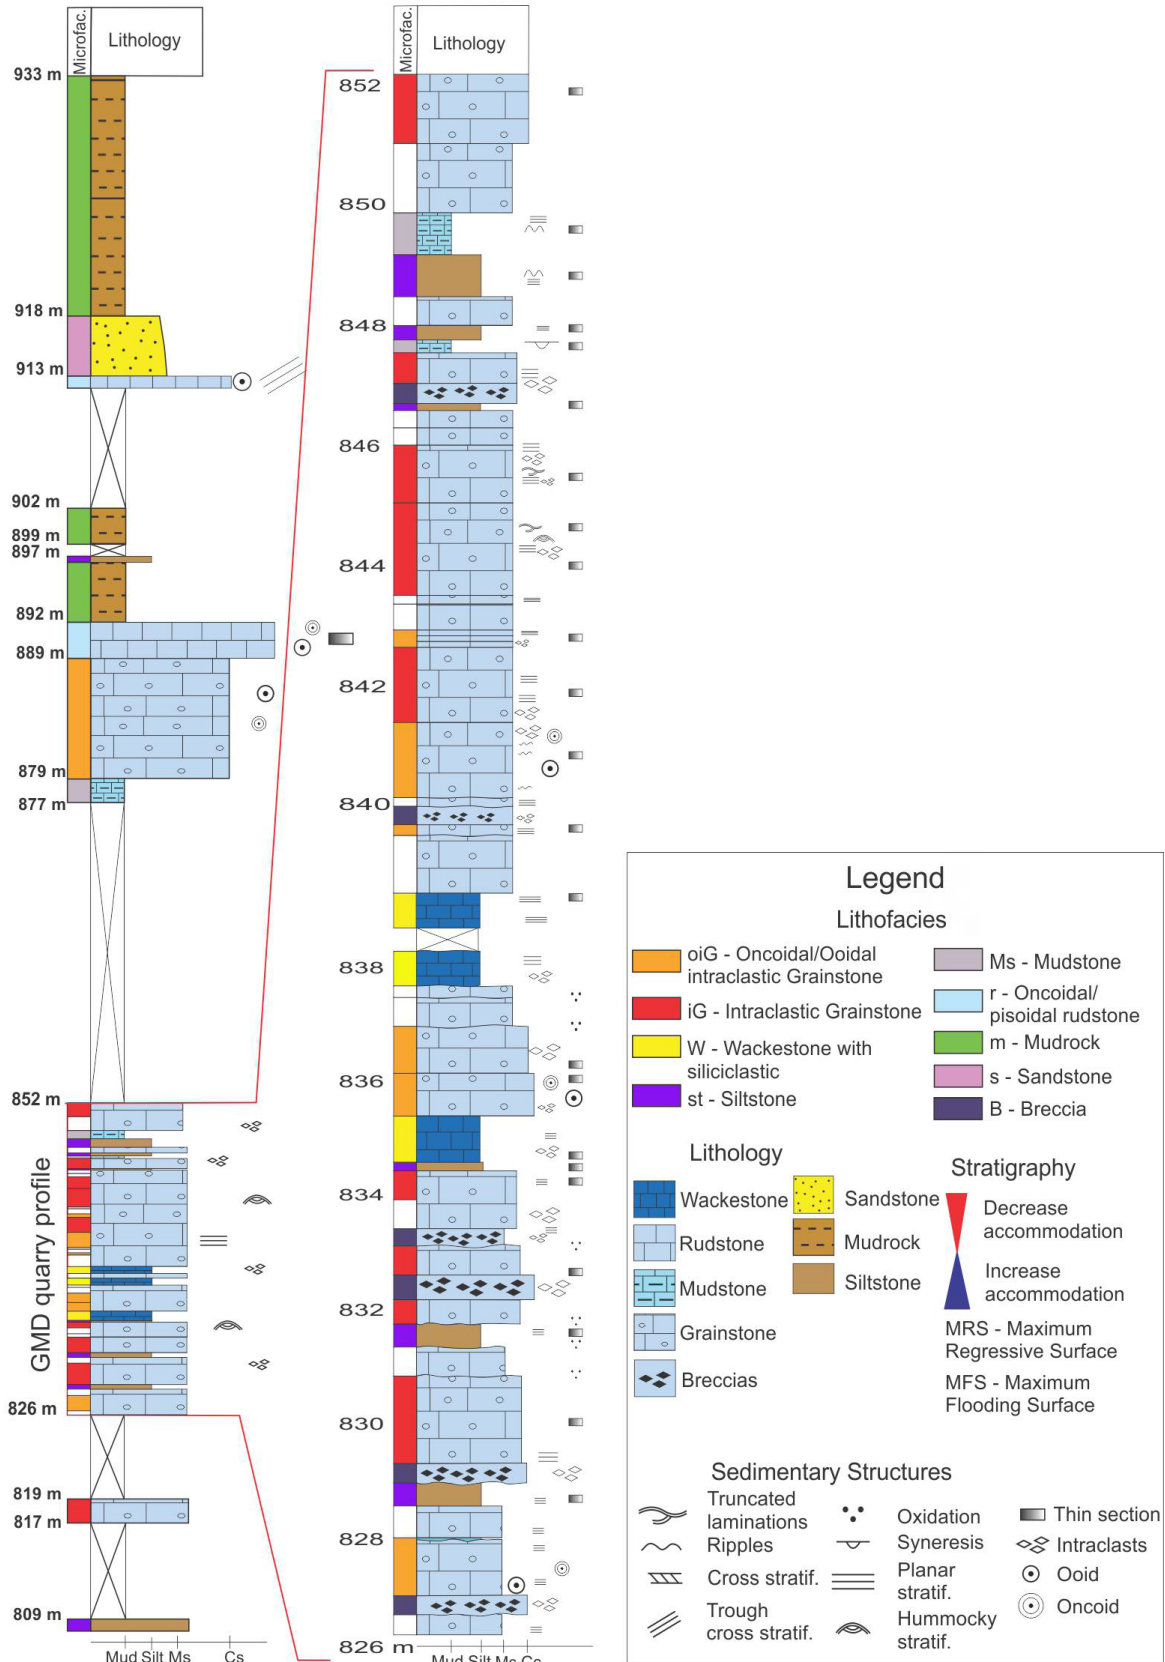 Microfac.
Lithology
933 m
918 m
913 m
902 m
899 m
897 m
892 m
889 m
879 m
877 m
852 m
GMD quarry profile
826 m
819 m
817 m
809 m
Mud Silt Ms Cs
Microfac.
Lithology
852
850
848
846
844
842
840
838
836
834
832
830
828
826 m
Mud Silt Ms Cs
Legend
Lithofacies
oiG - Oncoidal/Ooidal
intraclastic Grainstone
iG - Intraclastic Grainstone
W - Wackestone with
siliciclastic
st - Siltstone
Ms - Mudstone
r - Oncoidal/
pisoidal rudstone
m - Mudrock
s - Sandstone
B - Breccia
Lithology
Wackestone
Rudstone
Mudstone
Grainstone
Breccias
Sandstone
Mudrock
Siltstone
Stratigraphy
Decrease
accommodation
Increase
accommodation
MRS - Maximum
Regressive Surface
MFS - Maximum
Flooding Surface
Sedimentary Structures
Truncated
laminations
Ripples
Cross stratif.
Trough
cross stratif.
Oxidation
Syneresis
Planar
stratif.
Hummocky
stratif.
Thin section
Intraclasts
Ooid
Oncoid